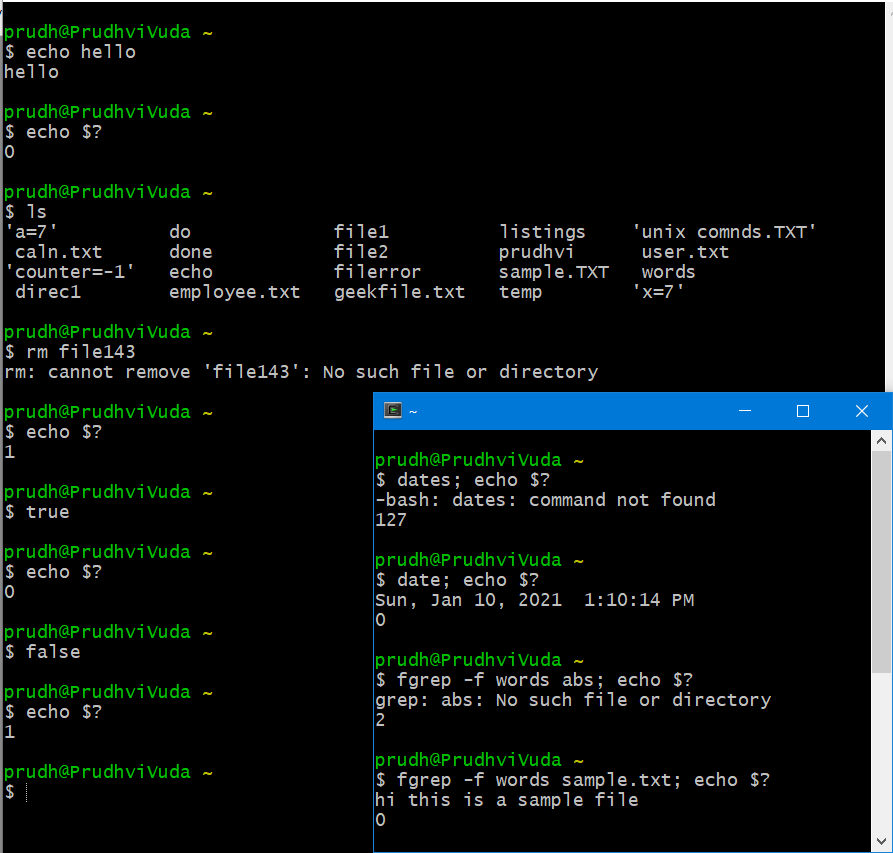 prudh@PrudhviVuda ~
$ echo hello
hello
prudh@PrudhviVuda ~
$ echo $?
0
prudh@PrudhviVuda ~
$ ls
'a=7' do file1 listings 'unix comnds.TXT'
caln.txt done file2 prudhvi user.txt
'counter=-1' echo filerror sample.TXT words
direc1 employee.txt geekfile.txt temp 'x=7'
prudh@PrudhviVuda ~
$ rm file143
rm: cannot remove 'file143': No such file or directory
prudh@PrudhviVuda ~
$ echo $?
1
prudh@PrudhviVuda ~
$ true
prudh@PrudhviVuda ~
$ echo $?
0
prudh@PrudhviVuda ~
$ false
prudh@PrudhviVuda ~
$ echo $?
1
prudh@PrudhviVuda ~
$
~
prudh@PrudhviVuda ~
$ dates; echo $?
-bash: dates: command not found
127
prudh@PrudhviVuda ~
$ date; echo $?
Sun, Jan 10, 2021  1:10:14 PM
0
prudh@PrudhviVuda ~
$ fgrep -f words abs; echo $?
grep: abs: No such file or directory
2
prudh@PrudhviVuda ~
$ fgrep -f words sample.txt; echo $?
hi this is a sample file
0